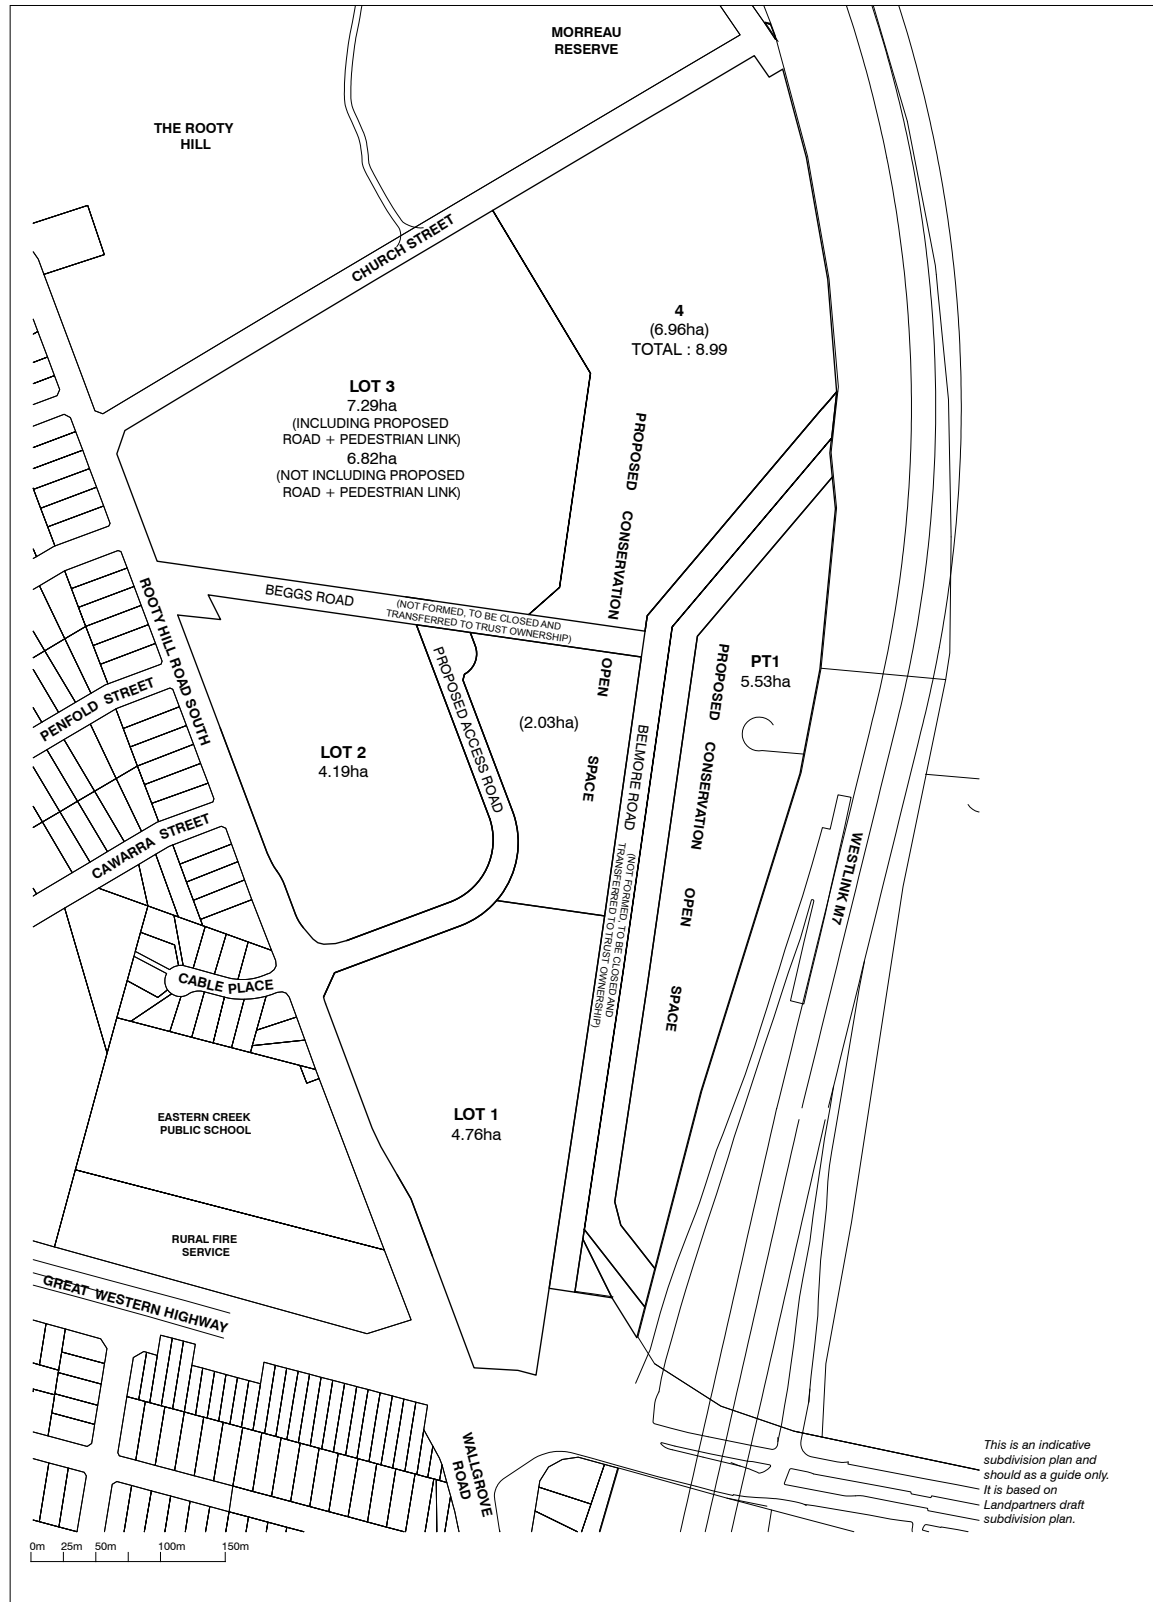 MORREAU
RESERVE
THE ROOTY
HILL
CHURCH STREET
4
(6.96ha)
TOTAL : 8.99
LOT 3
7.29ha
(INCLUDING PROPOSED
ROAD + PEDESTRIAN LINK)
6.82ha
(NOT INCLUDING PROPOSED
ROAD + PEDESTRIAN LINK)
PROPOSED CONSERVATION OPEN SPACE
BEGGS ROAD
(NOT FORMED, TO BE CLOSED AND
TRANSFERRED TO TRUST OWNERSHIP)
ROOTY HILL ROAD SOUTH
PENFOLD STREET
PROPOSED ACCESS ROAD
(2.03ha)
PT1
5.53ha
PROPOSED CONSERVATION OPEN SPACE
LOT 2
4.19ha
BELMORE ROAD
(NOT FORMED, TO BE CLOSED AND
TRANSFERRED TO TRUST OWNERSHIP)
CAWARRA STREET
WESTLINK M7
CABLE PLACE
EASTERN CREEK
PUBLIC SCHOOL
LOT 1
4.76ha
RURAL FIRE
SERVICE
GREAT WESTERN HIGHWAY
WALLGROVE
ROAD
This is an indicative
subdivision plan and
should as a guide only.
It is based on
Landpartners draft
subdivision plan.
0m 25m 50m 100m 150m